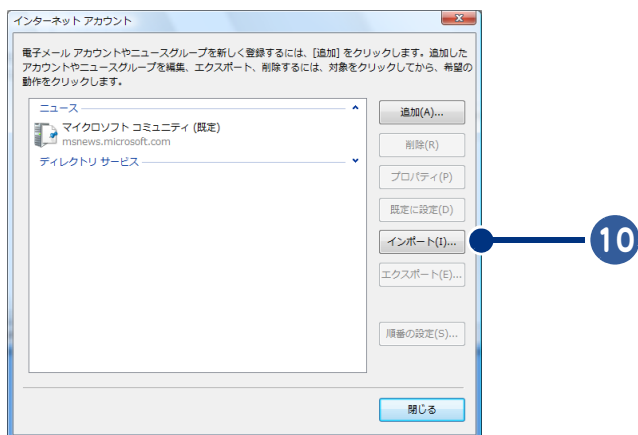 インターネット アカウント
電子メール アカウントやニュースグループを新しく登録するには、[追加] をクリックします。追加した
アカウントやニュースグループを編集、エクスポート、削除するには、対象をクリックしてから、希望の
動作をクリックします。
ニュース
マイクロソフト コミュニティ (既定)
msnews.microsoft.com
ディレクトリ サービス
追加(A)...
削除(R)
プロパティ(P)
既定に設定(D)
インポート(I)...
10
エクスポート(E)...
順番の設定(S)...
閉じる